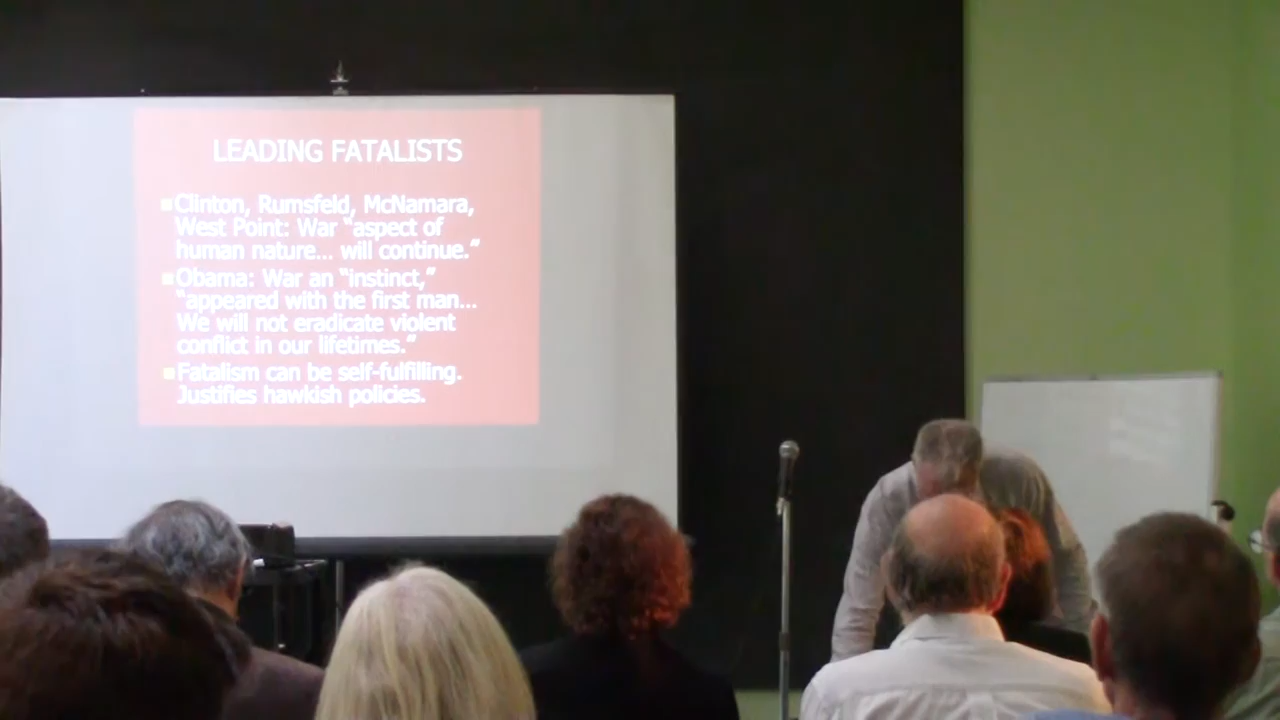 LEADING FATALISTS
Clinton, Rumsfeld, McNamara,
West Point: War “aspect of
human nature... will continue.”
Obama: War an “instinct,”
“appeared with the first man...
We will not eradicate violent
conflict in our lifetimes.”
Fatalism can be self-fulfilling.
Justifies hawkish policies.